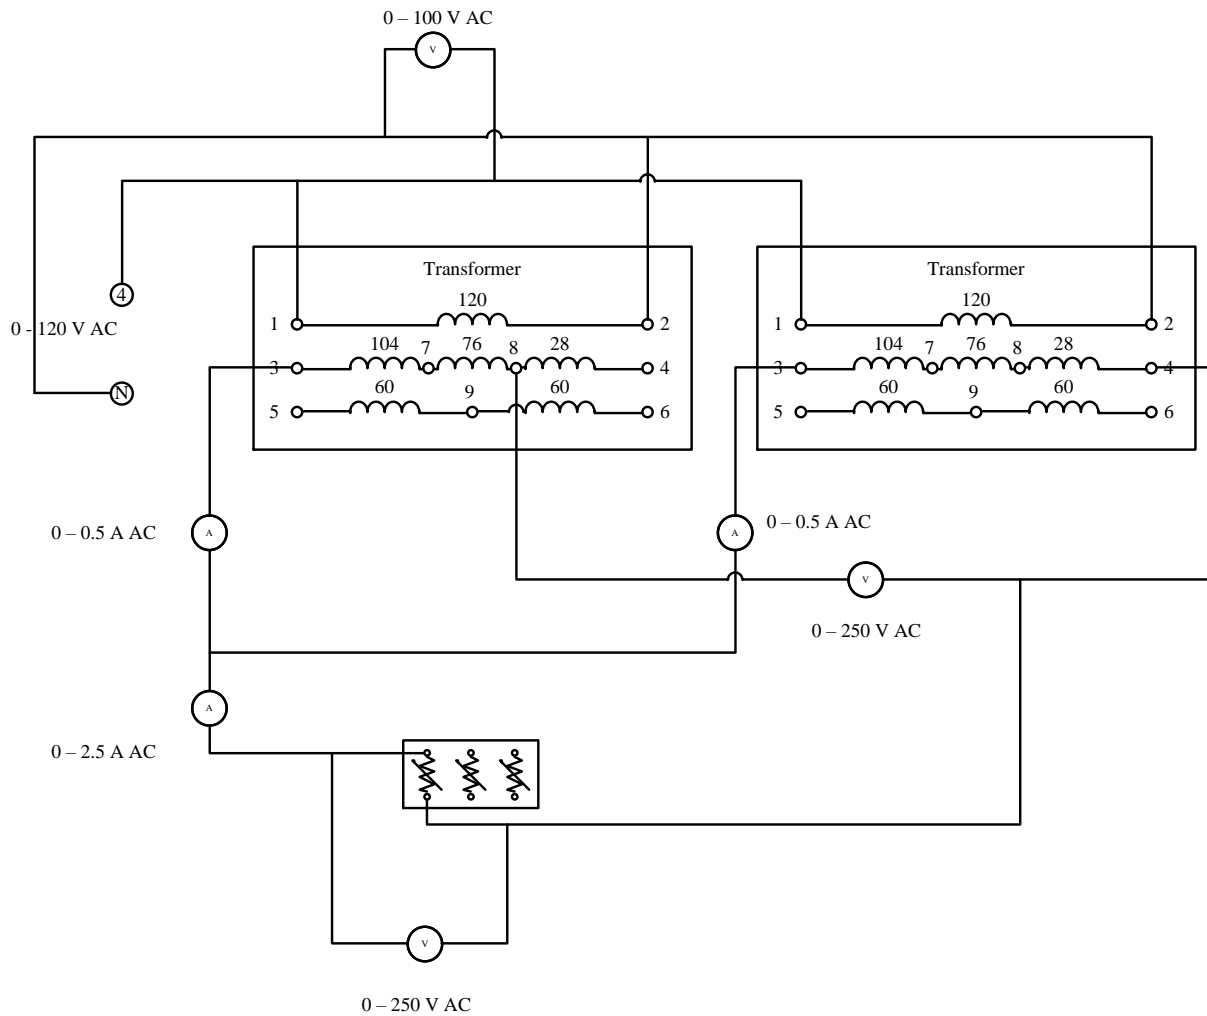 0 – 100 V AC
V
4
0 - 120 V AC
N
Transformer
120
1
2
104 7 76 8 28
3
4
60 9 60
5
6
Transformer
120
1
2
104 7 76 8 28
3
4
60 9 60
5
6
0 – 0.5 A AC
A
A
0 – 0.5 A AC
V
0 – 250 V AC
A
0 – 2.5 A AC
V
0 – 250 V AC